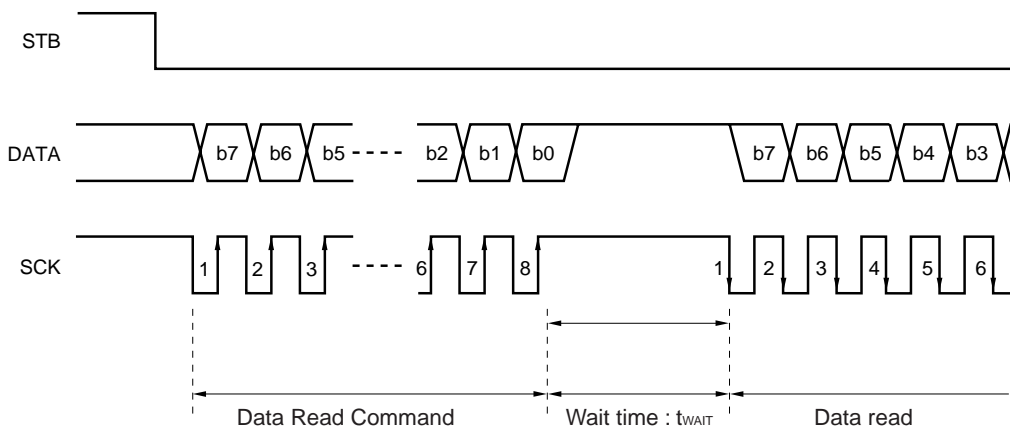 STB
DATA b7 b6 b5 b2 b1 b0 b7 b6 b5 b4 b3
SCK 1 2 3 6 7 8 1 2 3 4 5 6
Data Read Command Wait time : tWAIT Data read